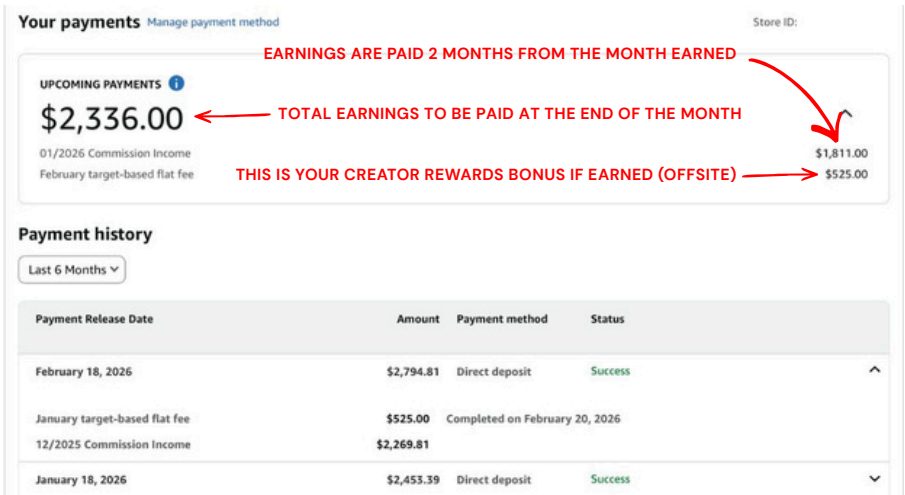 Your payments Manage payment method Store ID:
EARNINGS ARE PAID 2 MONTHS FROM THE MONTH EARNED
UPCOMING PAYMENTS i
$2,336.00 TOTAL EARNINGS TO BE PAID AT THE END OF THE MONTH
01/2026 Commission Income $1,811.00
February target-based flat fee THIS IS YOUR CREATOR REWARDS BONUS IF EARNED (OFFSITE) $525.00
Payment history
Last 6 Months
Payment Release Date Amount Payment method Status
February 18, 2026 $2,794.81 Direct deposit Success
January target-based flat fee $525.00 Completed on February 20, 2026
12/2025 Commission Income $2,269.81
January 18, 2026 $2,453.39 Direct deposit Success